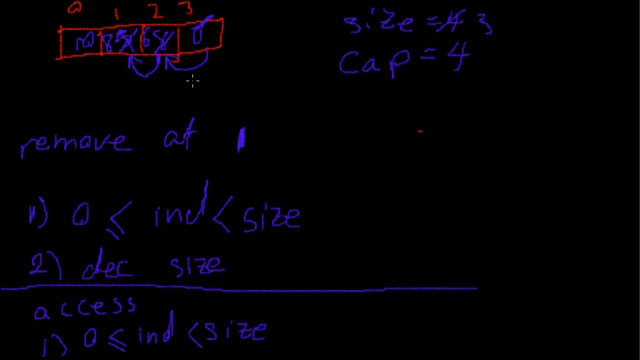 0 1 2 3
size = 4 3
cap = 4
remove at 1
1) 0 ≤ ind < size
2) dec size
access
1) 0 ≤ ind < size